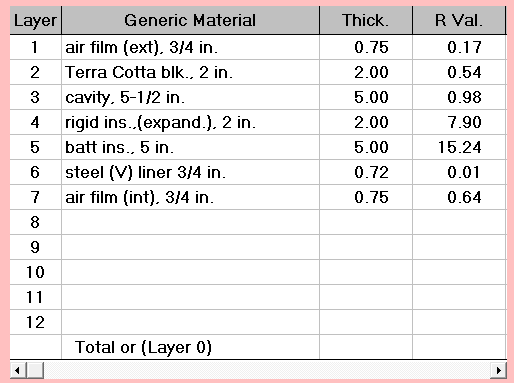 Layer Generic Material Thick. R Val.
1 air film (ext), 3/4 in. 0.75 0.17
2 Terra Cotta blk., 2 in. 2.00 0.54
3 cavity, 5-1/2 in. 5.00 0.98
4 rigid ins.,(expand.), 2 in. 2.00 7.90
5 batt ins., 5 in. 5.00 15.24
6 steel (V) liner 3/4 in. 0.72 0.01
7 air film (int), 3/4 in. 0.75 0.64
8
9
10
11
12
Total or (Layer 0)